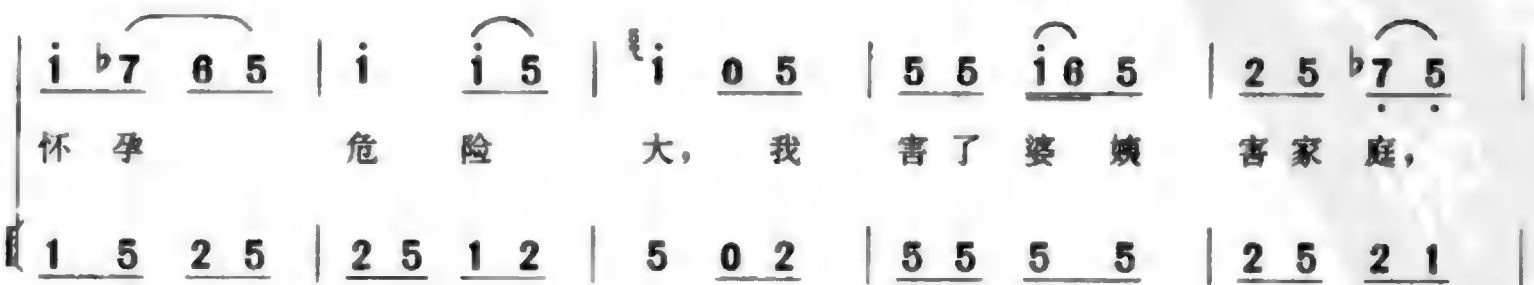 i ♭7 6 5 | i i 5 | i 0 5 | 5 5 i 6 5 | 2 5 ♭7 5 |
怀孕 危险 大，我 害了婆姨 害家庭，
1 5 2 5 | 2 5 1 2 | 5 0 2 | 5 5 5 5 | 2 5 2 1 |